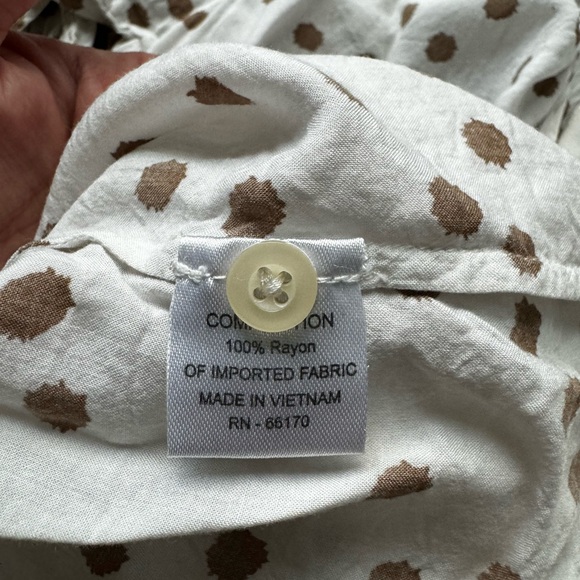 100% Rayon
OF IMPORTED FABRIC
MADE IN VIETNAM
RN - 66170